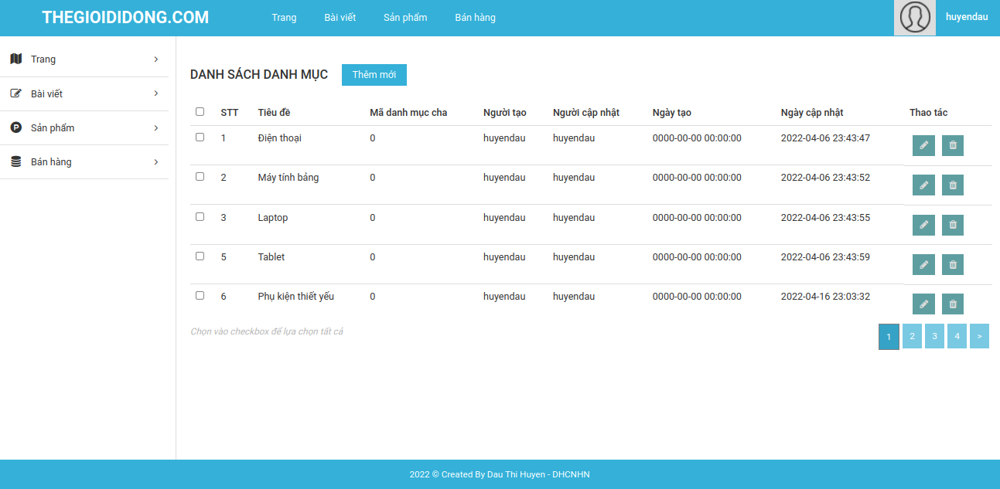 THEGIOIDIDONG.COM Trang Bài viết Sản phẩm Bán hàng huyendau
Trang
Bài viết
Sản phẩm
Bán hàng
DANH SÁCH DANH MỤC Thêm mới
STT Tiêu đề Mã danh mục cha Người tạo Người cập nhật Ngày tạo Ngày cập nhật Thao tác
1 Điện thoại 0 huyendau huyendau 0000-00-00 00:00:00 2022-04-06 23:43:47
2 Máy tính bảng 0 huyendau huyendau 0000-00-00 00:00:00 2022-04-06 23:43:52
3 Laptop 0 huyendau huyendau 0000-00-00 00:00:00 2022-04-06 23:43:55
5 Tablet 0 huyendau huyendau 0000-00-00 00:00:00 2022-04-06 23:43:59
6 Phụ kiện thiết yếu 0 huyendau huyendau 0000-00-00 00:00:00 2022-04-16 23:03:32
Chọn vào checkbox để lựa chọn tất cả
1 2 3 4 >
2022 © Created By Dau Thi Huyen - DHCNHN